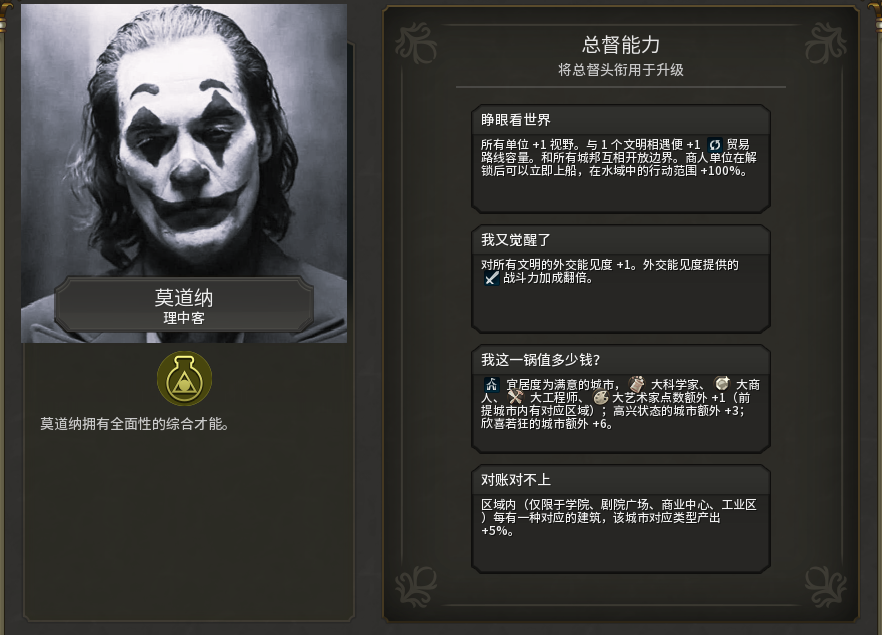 莫道纳
理中客
莫道纳拥有全面性的综合才能。
总督能力
将总督头衔用于升级
睁眼看世界
所有单位 +1 视野。与 1 个文明相遇便 +1 贸易
路线容量。和所有城邦互相开放边界。商人单位在解
锁后可以立即上船，在水域中的行动范围 +100%。
我又觉醒了
对所有文明的外交能见度 +1。外交能见度提供的
战斗力加成翻倍。
我这一锅值多少钱？
宜居度为满意的城市， 大科学家、 大商
人、 大工程师、 大艺术家点数额外 +1（前
提城市内有对应区域）；高兴状态的城市额外 +3；
欣喜若狂的城市额外 +6。
对账对不上
区域内（仅限于学院、剧院广场、商业中心、工业区
）每有一种对应的建筑，该城市对应类型产出
+5%。